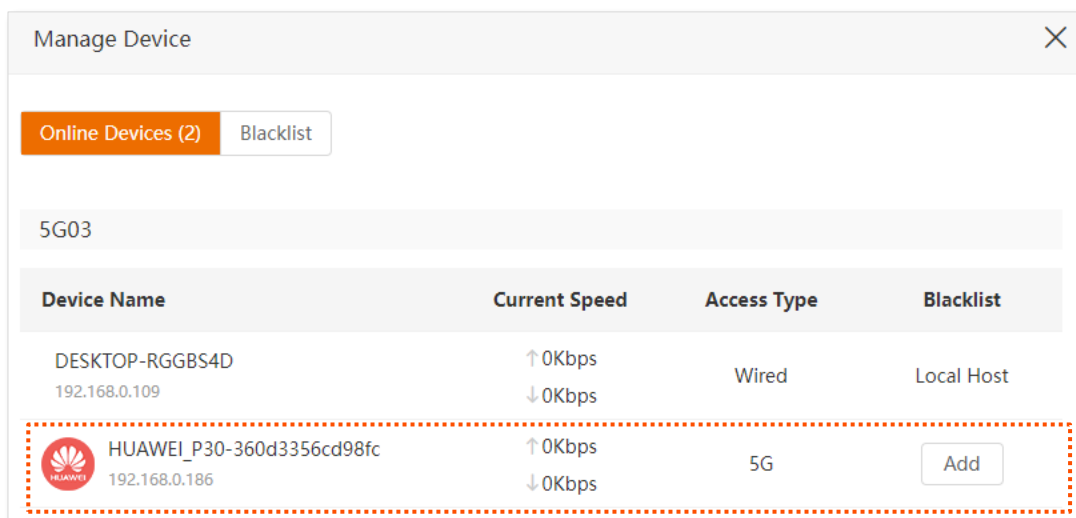 Manage Device
Online Devices (2) Blacklist
5G03
Device Name Current Speed Access Type Blacklist
DESKTOP-RGGBS4D
192.168.0.109
↑0Kbps
↓0Kbps
Wired
Local Host
HUAWEI
HUAWEI_P30-360d3356cd98fc
192.168.0.186
↑0Kbps
↓0Kbps
5G
Add